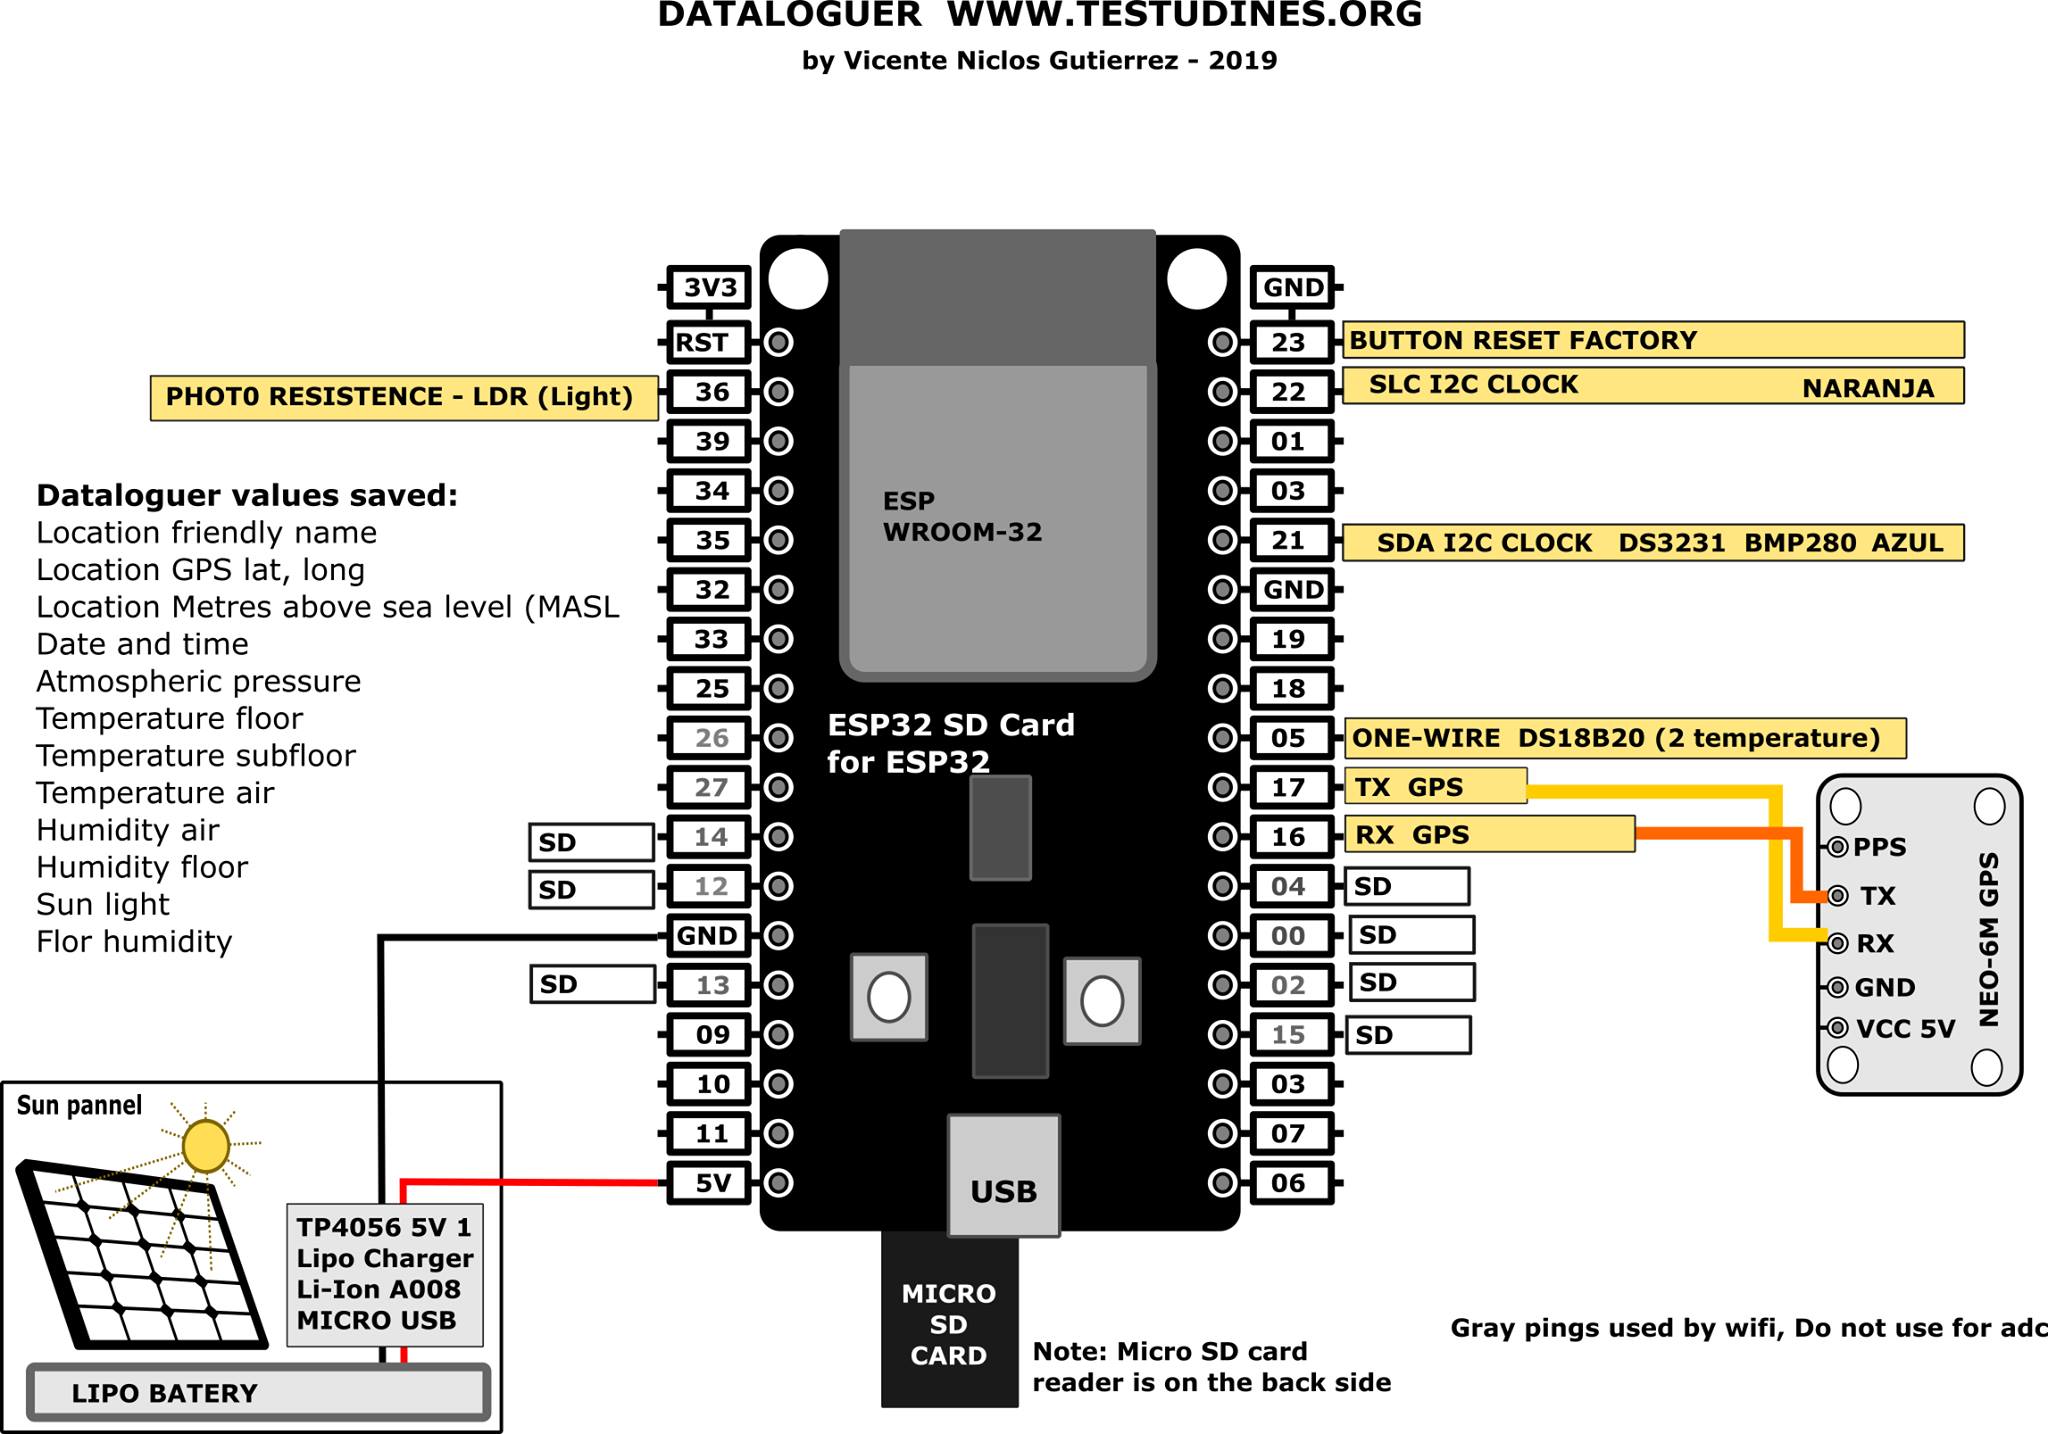 DATALOGUER WWW.TESTUDINES.ORG
by Vicente Niclos Gutierrez - 2019
3V3
RST
36
39
34
35
32
33
25
26
27
14
12
GND
13
09
10
11
5V
PHOT0 RESISTENCE - LDR (Light)
Dataloguer values saved:
Location friendly name
Location GPS lat, long
Location Metres above sea level (MASL
Date and time
Atmospheric pressure
Temperature floor
Temperature subfloor
Temperature air
Humidity air
Humidity floor
Sun light
Flor humidity
SD
SD
SD
ESP
WROOM-32
ESP32 SD Card
for ESP32
USB
MICRO
SD
CARD
Note: Micro SD card
reader is on the back side
GND
23
22
01
03
21
GND
19
18
05
17
16
04
00
02
15
03
07
06
BUTTON RESET FACTORY
SLC I2C CLOCK NARANJA
SDA I2C CLOCK DS3231 BMP280 AZUL
ONE-WIRE DS18B20 (2 temperature)
TX GPS
RX GPS
SD
SD
SD
SD
PPS
TX
RX
GND
VCC 5V
NEO-6M GPS
Sun pannel
TP4056 5V 1
Lipo Charger
Li-Ion A008
MICRO USB
LIPO BATERY
Gray pings used by wifi, Do not use for adc